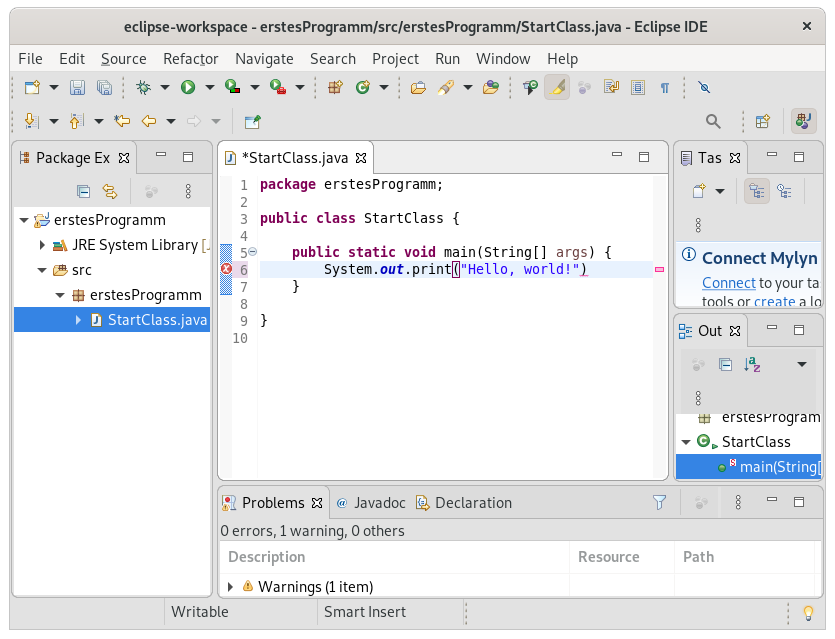 eclipse-workspace - erstesProgramm/src/erstesProgramm/StartClass.java - Eclipse IDE
File Edit Source Refactor Navigate Search Project Run Window Help
Package Ex
erstesProgramm
JRE System Library [
src
erstesProgramm
StartClass.java
*StartClass.java
1 package erstesProgramm;
2
3 public class StartClass {
4
5 public static void main(String[] args) {
6 System.out.print("Hello, world!")
7 }
8
9 }
10
Tas
Connect Mylyn
Connect to your ta
tools or create a lo
Out
erstesProgram
StartClass
main(String[
Problems Javadoc Declaration
0 errors, 1 warning, 0 others
Description Resource Path
Warnings (1 item)
Writable Smart Insert